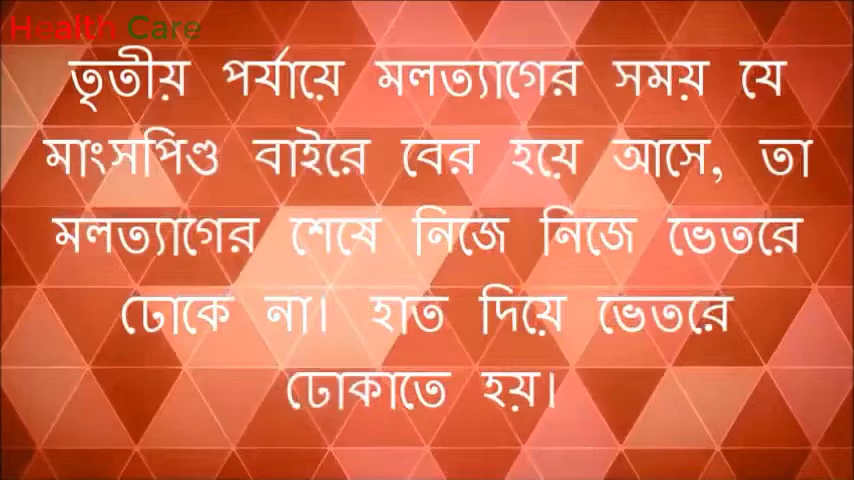 Health Care
তৃতীয় পর্যায়ে মলত্যাগের সময় যে
মাংসপিণ্ড বাইরে বের হয়ে আসে, তা
মলত্যাগের শেষে নিজে নিজে ভেতরে
ঢোকে না। হাত দিয়ে ভেতরে
ঢোকাতে হয়।